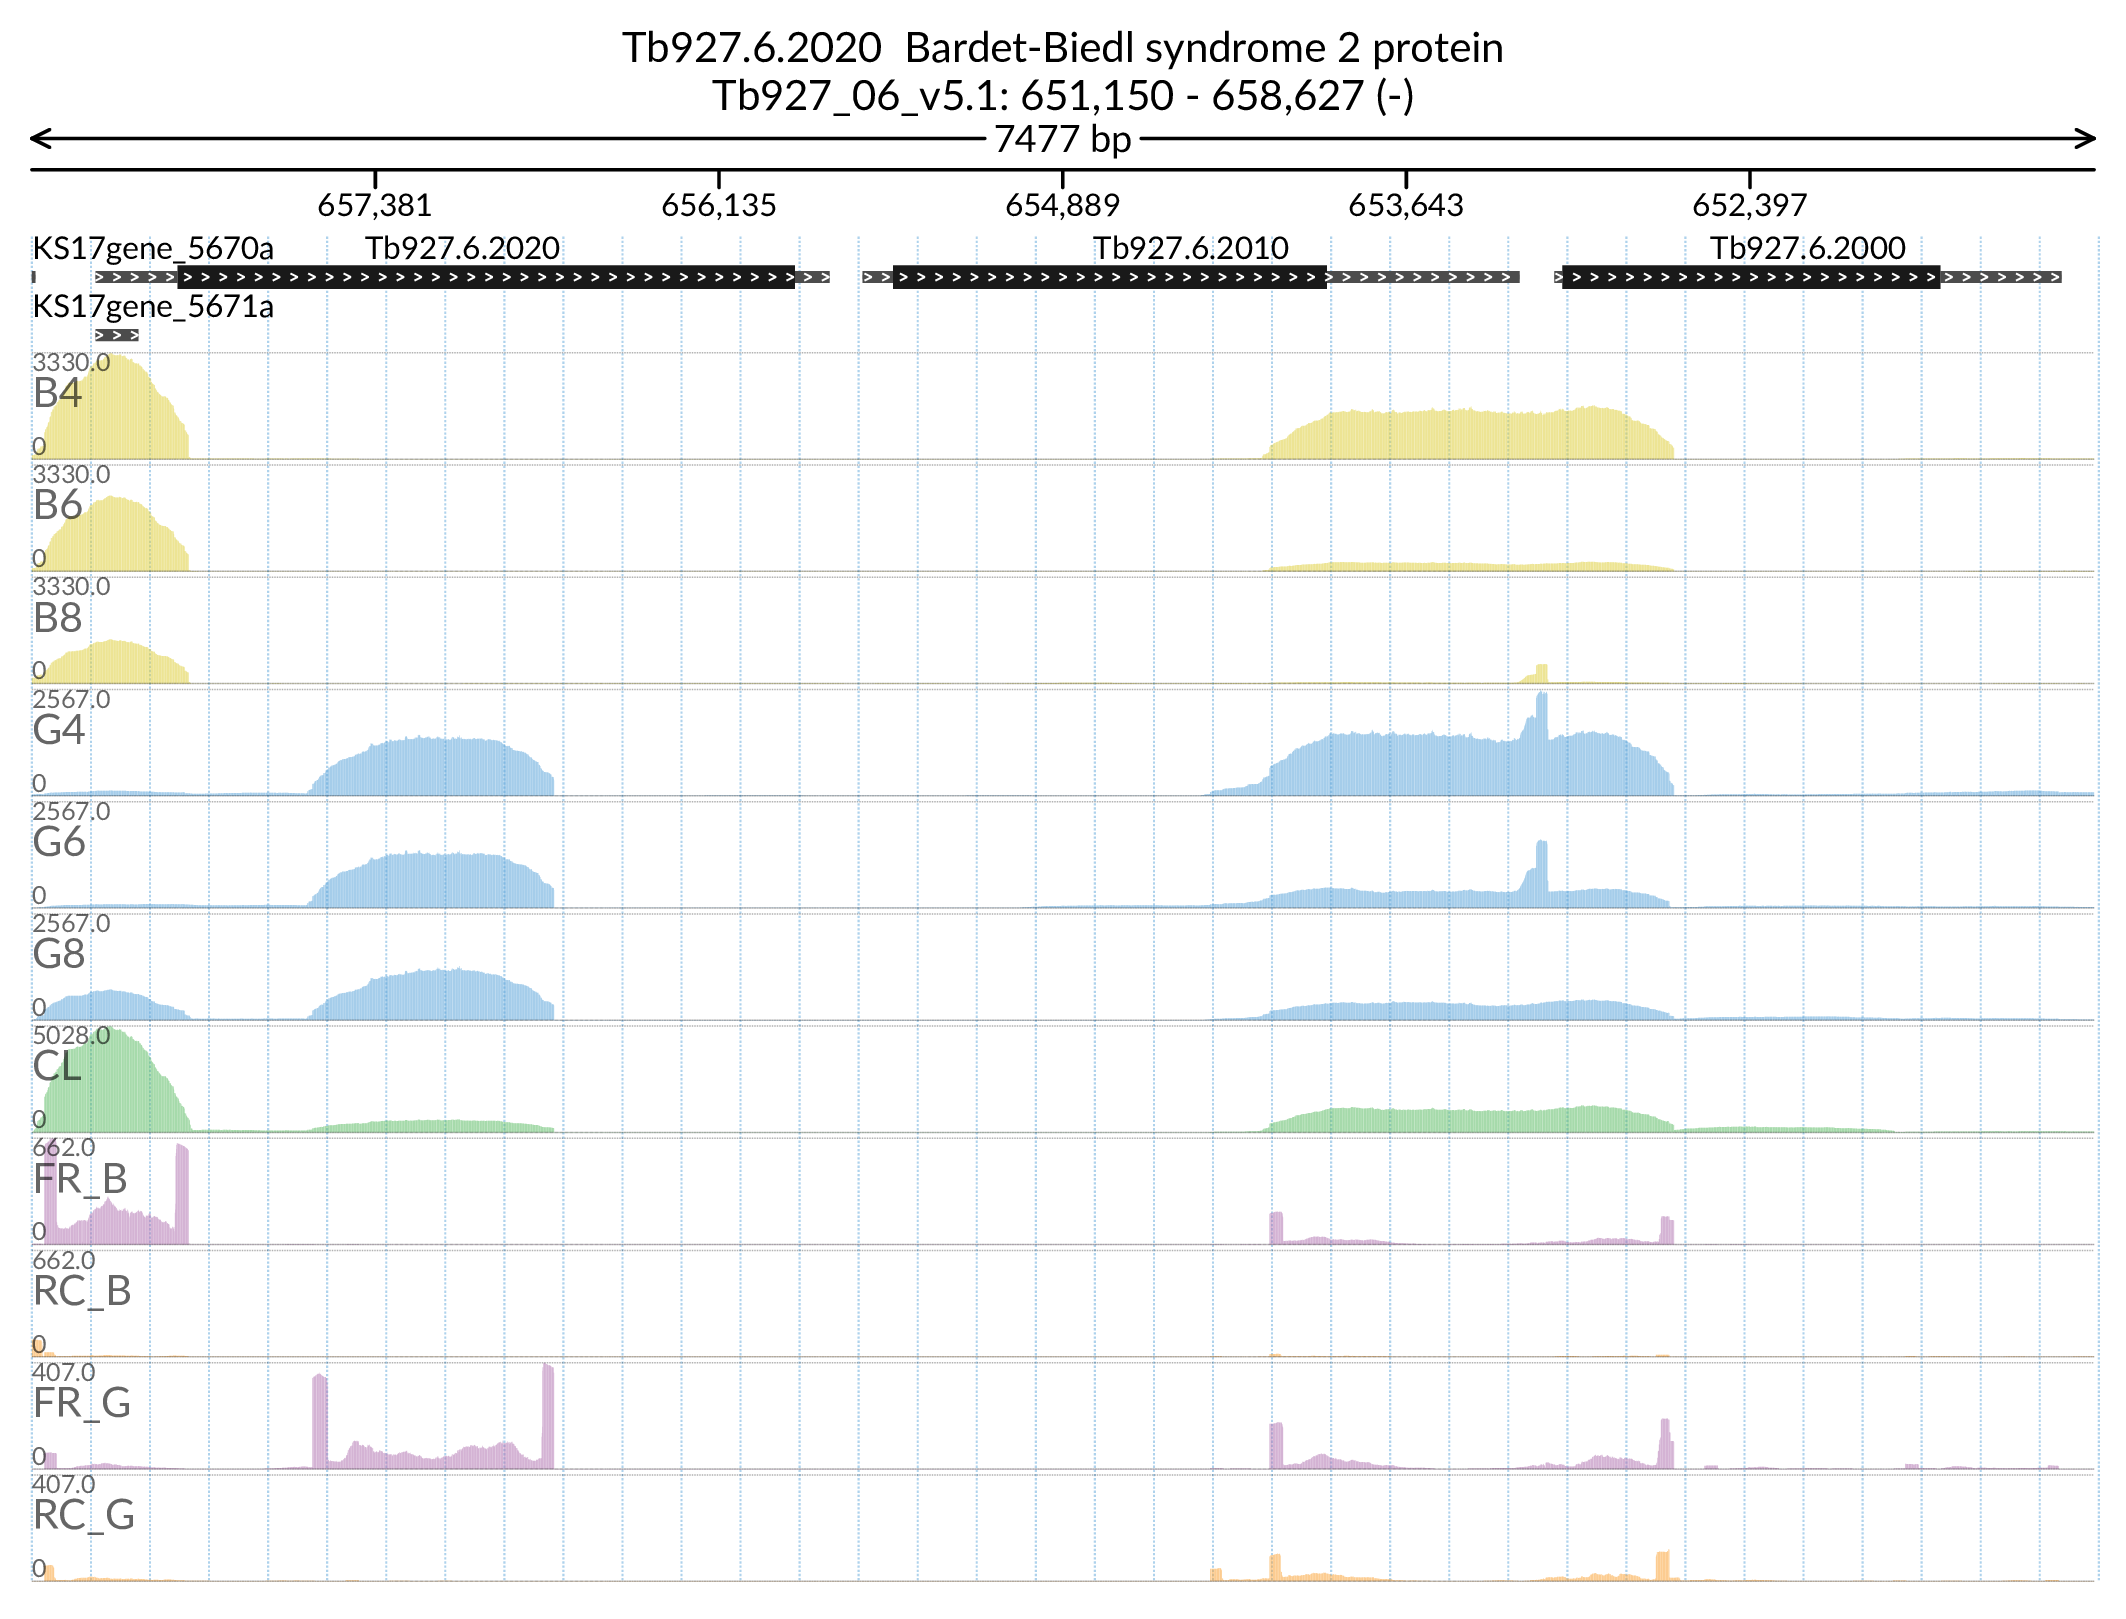 Tb927.6.2020  Bardet-Biedl syndrome 2 protein
Tb927_06_v5.1: 651,150 - 658,627 (-)
7477 bp
657,381 656,135 654,889 653,643 652,397
KS17gene_5670a Tb927.6.2020 Tb927.6.2010 Tb927.6.2000
KS17gene_5671a
3330.0
B4
0
3330.0
B6
0
3330.0
B8
0
2567.0
G4
0
2567.0
G6
0
2567.0
G8
0
5028.0
CL
0
662.0
FR_B
0
662.0
RC_B
0
407.0
FR_G
0
407.0
RC_G
0